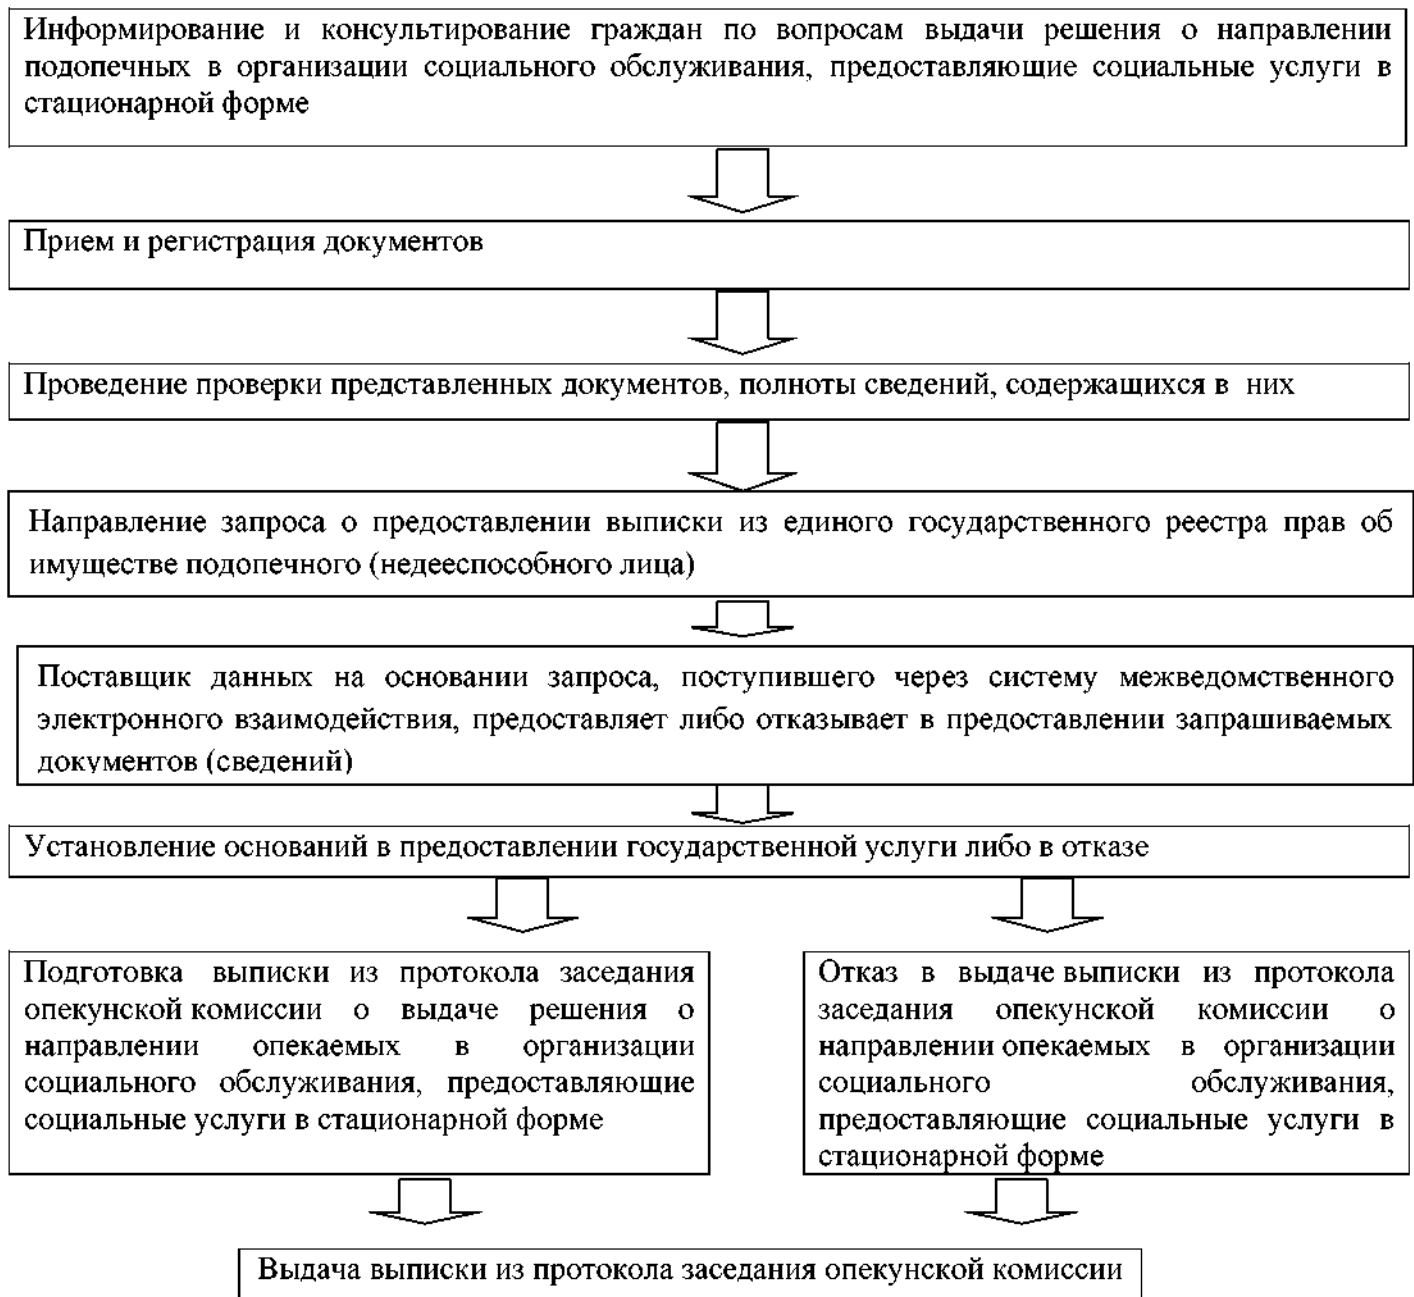 Информирование и консультирование граждан по вопросам выдачи решения о направлении
подопечных в организации социального обслуживания, предоставляющие социальные услуги в
стационарной форме
Прием и регистрация документов
Проведение проверки представленных документов, полноты сведений, содержащихся в них
Направление запроса о предоставлении выписки из единого государственного реестра прав об
имуществе подопечного (недееспособного лица)
Поставщик данных на основании запроса, поступившего через систему межведомственного
электронного взаимодействия, предоставляет либо отказывает в предоставлении запрашиваемых
документов (сведений)
Установление оснований в предоставлении государственной услуги либо в отказе
Подготовка выписки из протокола заседания
опекунской комиссии о выдаче решения о
направлении опекаемых в организации
социального обслуживания, предоставляющие
социальные услуги в стационарной форме
Отказ в выдаче выписки из протокола
заседания опекунской комиссии о
направлении опекаемых в организации
социального обслуживания,
предоставляющие социальные услуги в
стационарной форме
Выдача выписки из протокола заседания опекунской комиссии